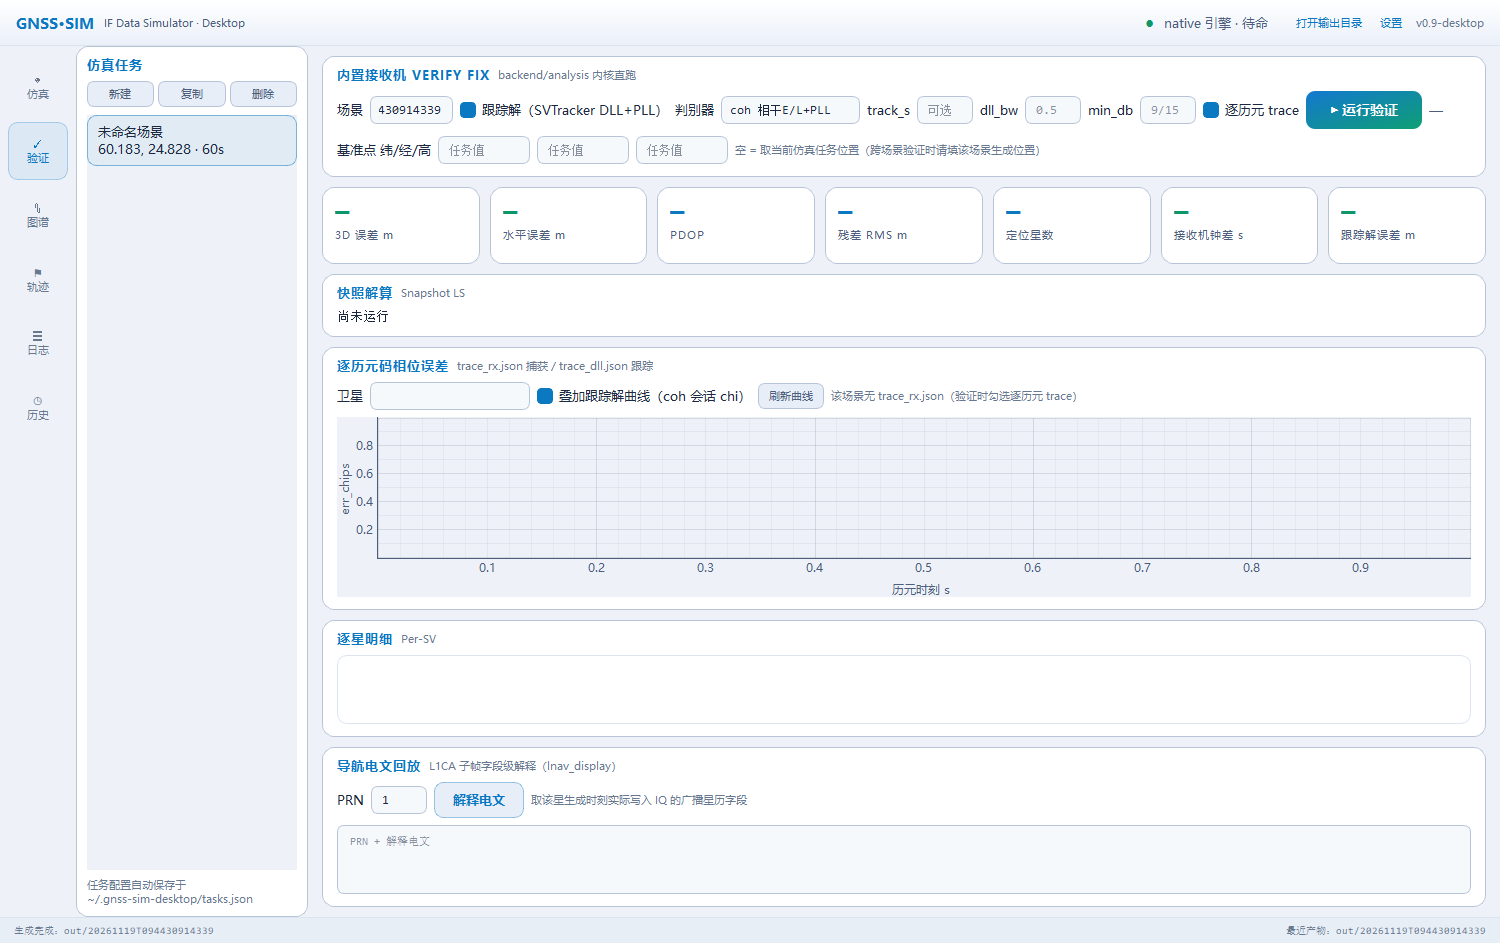 GNSS•SIM IF Data Simulator · Desktop
native 引擎 · 待命 打开输出目录 设置 v0.9-desktop
仿真
验证
图谱
轨迹
日志
历史
仿真任务
新建 复制 删除
未命名场景
60.183, 24.828 · 60s
任务配置自动保存于
~/.gnss-sim-desktop/tasks.json
内置接收机 VERIFY FIX backend/analysis 内核直跑
场景 430914339 跟踪解（SVTracker DLL+PLL） 判别器 coh 相干E/L+PLL track_s 可选 dll_bw 0.5 min_db 9/15 逐历元 trace ▸ 运行验证 —
基准点 纬/经/高 任务值 任务值 任务值 空 = 取当前仿真任务位置（跨场景验证时请填该场景生成位置）
— — — — — — —
3D 误差 m 水平误差 m PDOP 残差 RMS m 定位星数 接收机钟差 s 跟踪解误差 m
快照解算 Snapshot LS
尚未运行
逐历元码相位误差 trace_rx.json 捕获 / trace_dll.json 跟踪
卫星 叠加跟踪解曲线（coh 会话 chi） 刷新曲线 该场景无 trace_rx.json（验证时勾选逐历元 trace）
err_chips
0.8
0.6
0.4
0.2
0.1 0.2 0.3 0.4 0.5 0.6 0.7 0.8 0.9
历元时刻 s
逐星明细 Per-SV
导航电文回放 L1CA 子帧字段级解释（lnav_display）
PRN 1 解释电文 取该星生成时刻实际写入 IQ 的广播星历字段
PRN + 解释电文
生成完成: out/20261119T094430914339
最近产物: out/20261119T094430914339